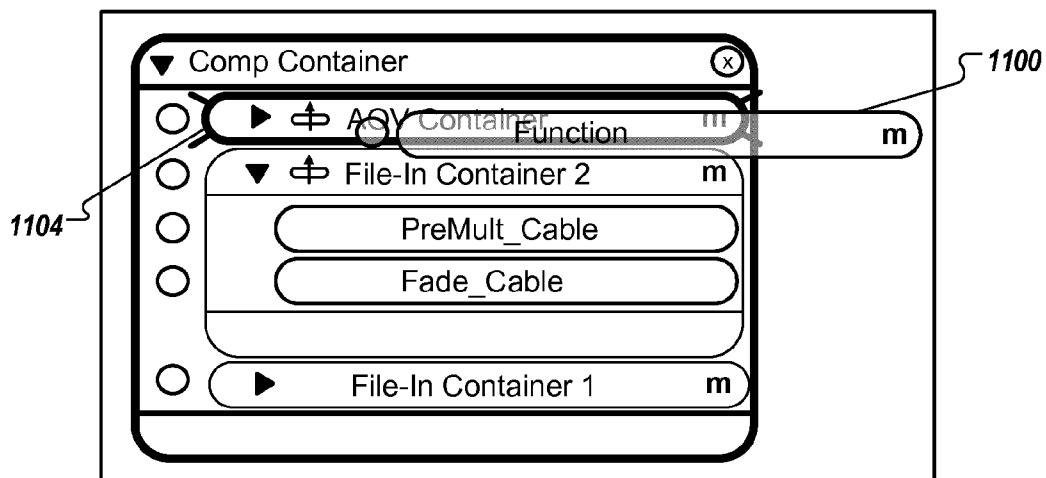 Comp Container x
1100
AOV Container m
Function m
File-In Container 2 m
1104
PreMult_Cable
Fade_Cable
File-In Container 1 m